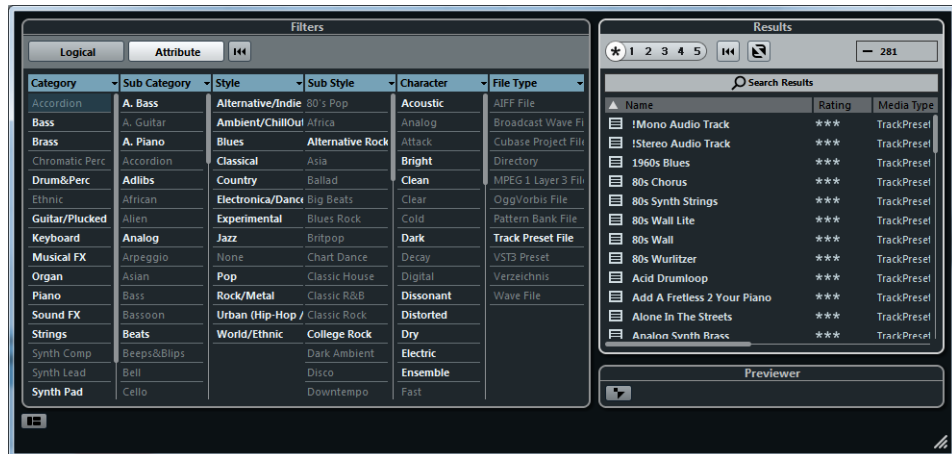 Filters
Logical Attribute
Category Sub Category Style Sub Style Character File Type
Accordion A. Bass Alternative/Indie 80's Pop Acoustic AIFF File
Bass A. Guitar Ambient/ChillOut Africa Analog Broadcast Wave Fi
Brass A. Piano Blues Alternative Rock Attack Cubase Project File
Chromatic Perc Accordion Classical Asia Bright Directory
Drum&Perc Adlibs Country Ballad Clean MPEG 1 Layer 3 File
Ethnic African Electronica/Dance Big Beats Clear OggVorbis File
Guitar/Plucked Alien Experimental Blues Rock Cold Pattern Bank File
Keyboard Analog Jazz Britpop Dark Track Preset File
Musical FX Arpeggio None Chart Dance Decay VST3 Preset
Organ Asian Pop Classic House Digital Verzeichnis
Piano Bass Rock/Metal Classic R&B Dissonant Wave File
Sound FX Bassoon Urban (Hip-Hop / Classic Rock Distorted
Strings Beats World/Ethnic College Rock Dry
Synth Comp Beeps&Blips Dark Ambient Electric
Synth Lead Bell Disco Ensemble
Synth Pad Cello Downtempo Fast
Results
* 1 2 3 4 5 281
Search Results
Name Rating Media Type
!Mono Audio Track *** TrackPreset
!Stereo Audio Track *** TrackPreset
1960s Blues *** TrackPreset
80s Chorus *** TrackPreset
80s Synth Strings *** TrackPreset
80s Wall Lite *** TrackPreset
80s Wall *** TrackPreset
80s Wurlitzer *** TrackPreset
Acid Drumloop *** TrackPreset
Add A Fretless 2 Your Piano *** TrackPreset
Alone In The Streets *** TrackPreset
Analog Synth Brass *** TrackPreset
Previewer